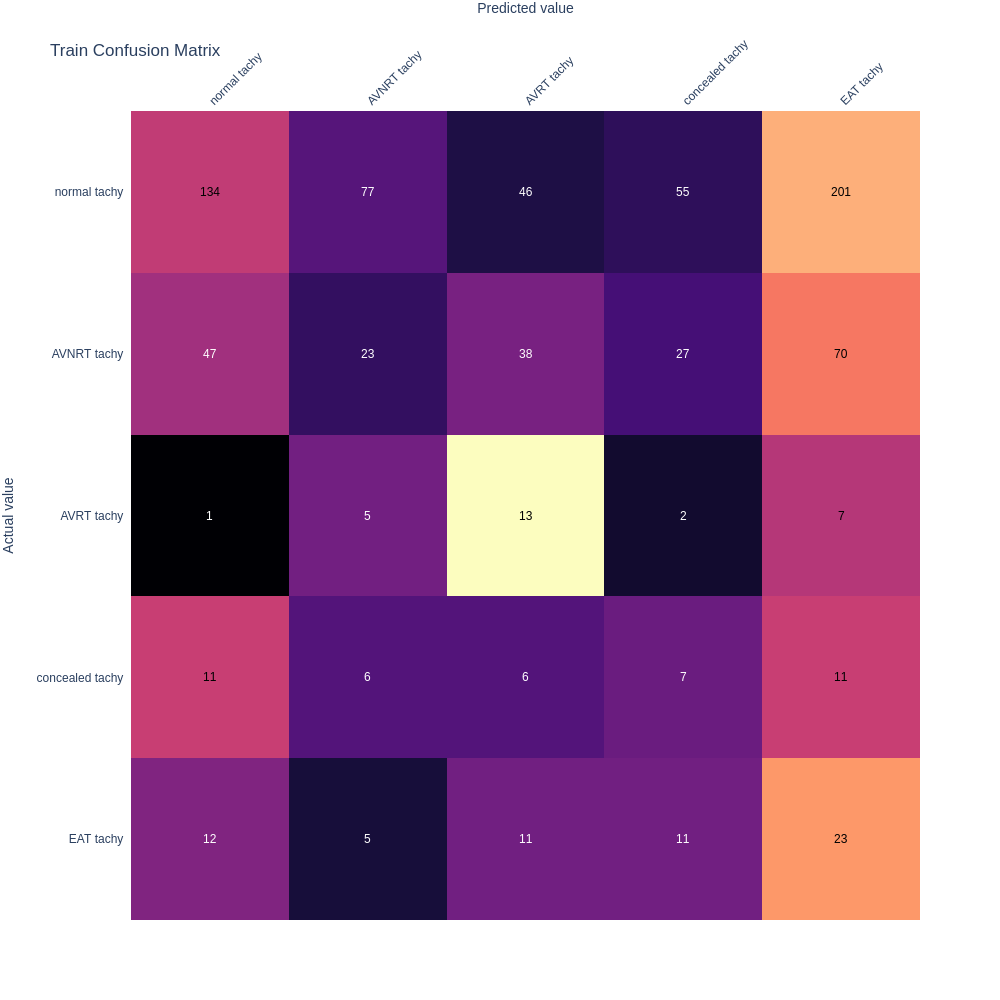 Predicted value
Train Confusion Matrix
normal tachy
AVNRT tachy
AVRT tachy
concealed tachy
EAT tachy
normal tachy 134 77 46 55 201
AVNRT tachy 47 23 38 27 70
AVRT tachy 1 5 13 2 7
concealed tachy 11 6 6 7 11
EAT tachy 12 5 11 11 23
Actual value